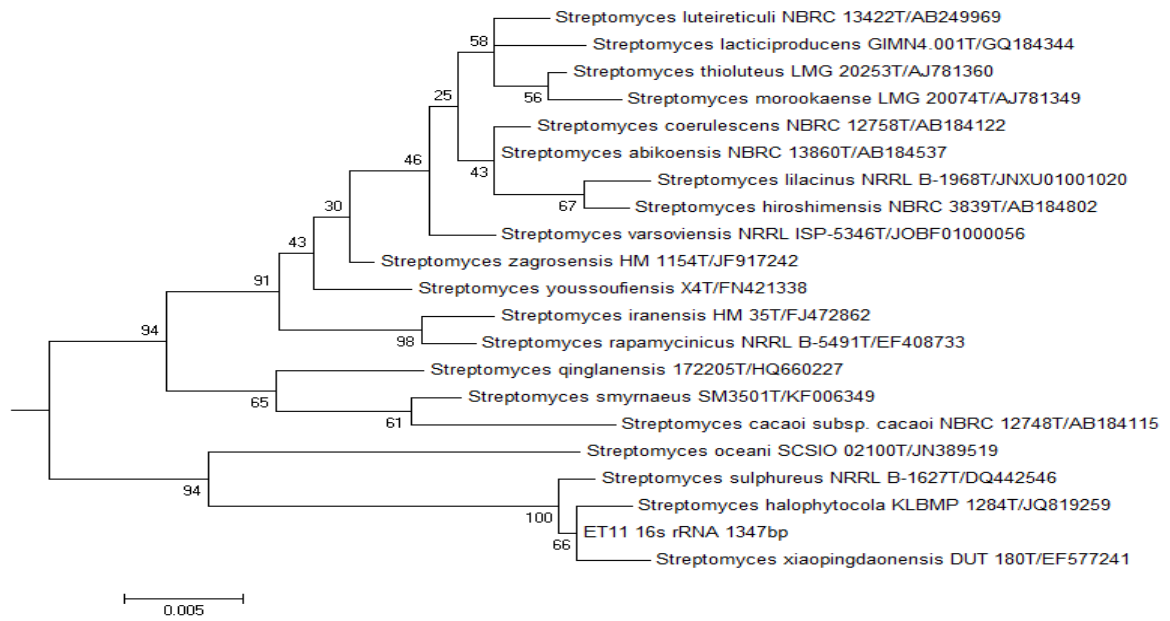 Streptomyces luteireticuli NBRC 13422T/AB249969
58
Streptomyces lacticiproducens GIMN4.001T/GQ184344
Streptomyces thioluteus LMG 20253T/AJ781360
25
56
Streptomyces morookaense LMG 20074T/AJ781349
Streptomyces coerulescens NBRC 12758T/AB184122
Streptomyces abikoensis NBRC 13860T/AB184537
46
43
Streptomyces lilacinus NRRL B-1968T/JNXU01001020
30
67
Streptomyces hiroshimensis NBRC 3839T/AB184802
Streptomyces varsoviensis NRRL ISP-5346T/JOBF01000056
43
Streptomyces zagrosensis HM 1154T/JF917242
91
Streptomyces youssoufiensis X4T/FN421338
Streptomyces iranensis HM 35T/FJ472862
94
98
Streptomyces rapamycinicus NRRL B-5491T/EF408733
Streptomyces qinglanensis 172205T/HQ660227
65
Streptomyces smyrnaeus SM3501T/KF006349
61
Streptomyces cacaoi subsp. cacaoi NBRC 12748T/AB184115
Streptomyces oceani SCSIO 02100T/JN389519
94
Streptomyces sulphureus NRRL B-1627T/DQ442546
Streptomyces halophytocola KLBMP 1284T/JQ819259
100
ET11 16s rRNA 1347bp
66
Streptomyces xiaopingdaonensis DUT 180T/EF577241
0.005